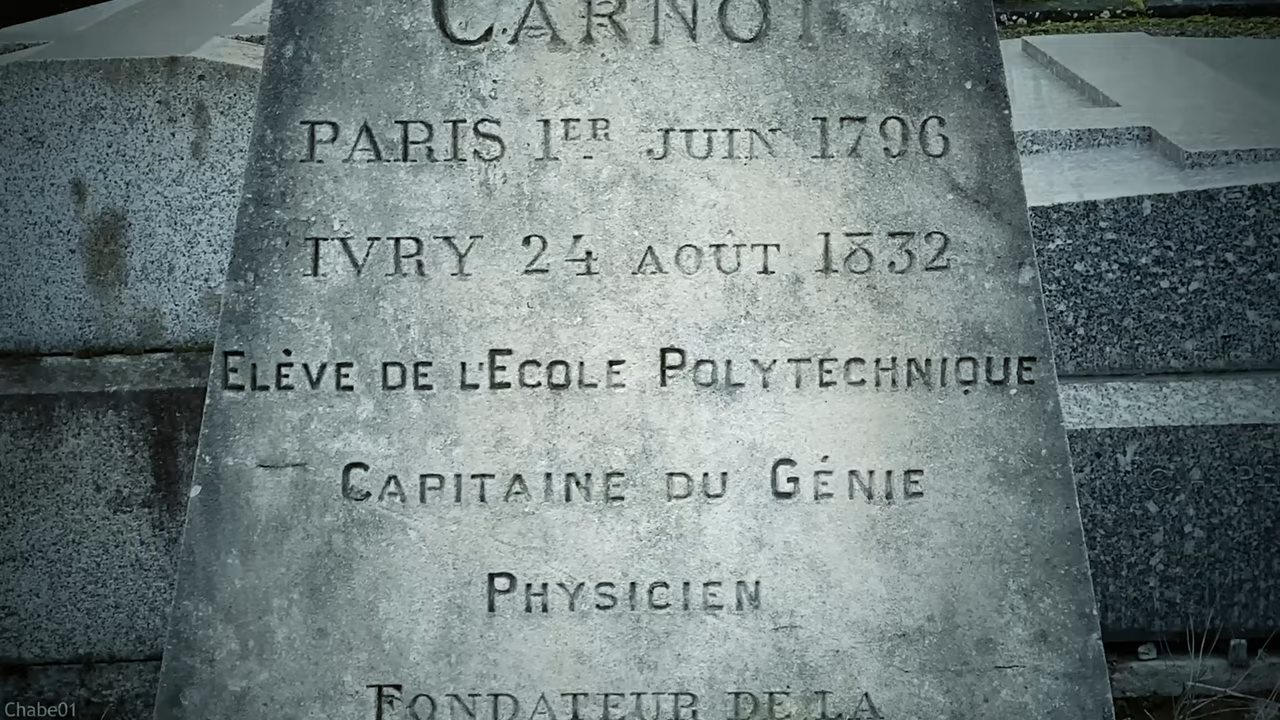 CARNOT
PARIS 1ER JUIN 1796
IVRY 24 AOÛT 1832
ELÈVE DE L'ECOLE POLYTECHNIQUE
CAPITAINE DU GÉNIE
PHYSICIEN
FONDATEUR DE LA
Chabe01